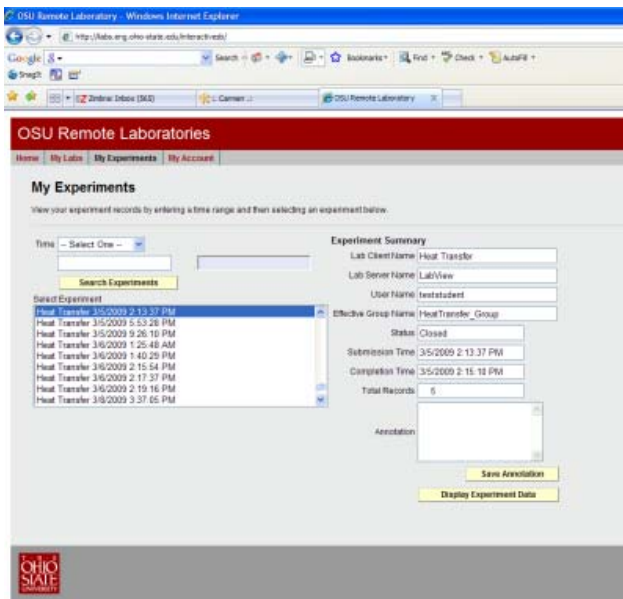 OSU Remote Laboratory - Windows Internet Explorer
http://ilabs.eng.ohio-state.edu/interactiveds/
Google Search Bookmarks Find Check AutoFill
SnagIt
Zimbra: Inbox (565) :: Carmen :: OSU Remote Laboratory X
OSU Remote Laboratories
Home My Labs My Experiments My Account
My Experiments
View your experiment records by entering a time range and then selecting an experiment below.
Time -- Select One --
Search Experiments
Select Experiment
Heat Transfer 3/5/2009 2:13:37 PM
Heat Transfer 3/5/2009 5:53:28 PM
Heat Transfer 3/5/2009 9:26:10 PM
Heat Transfer 3/6/2009 1:25:48 AM
Heat Transfer 3/6/2009 1:40:29 PM
Heat Transfer 3/6/2009 2:15:54 PM
Heat Transfer 3/6/2009 2:17:37 PM
Heat Transfer 3/6/2009 2:19:16 PM
Heat Transfer 3/8/2009 3:37:05 PM
Experiment Summary
Lab Client Name Heat Transfer
Lab Server Name LabView
User Name teststudent
Effective Group Name HeatTransfer_Group
Status Closed
Submission Time 3/5/2009 2:13:37 PM
Completion Time 3/5/2009 2:15:10 PM
Total Records 5
Annotation
Save Annotation
Display Experiment Data
THE
OHIO
STATE
UNIVERSITY